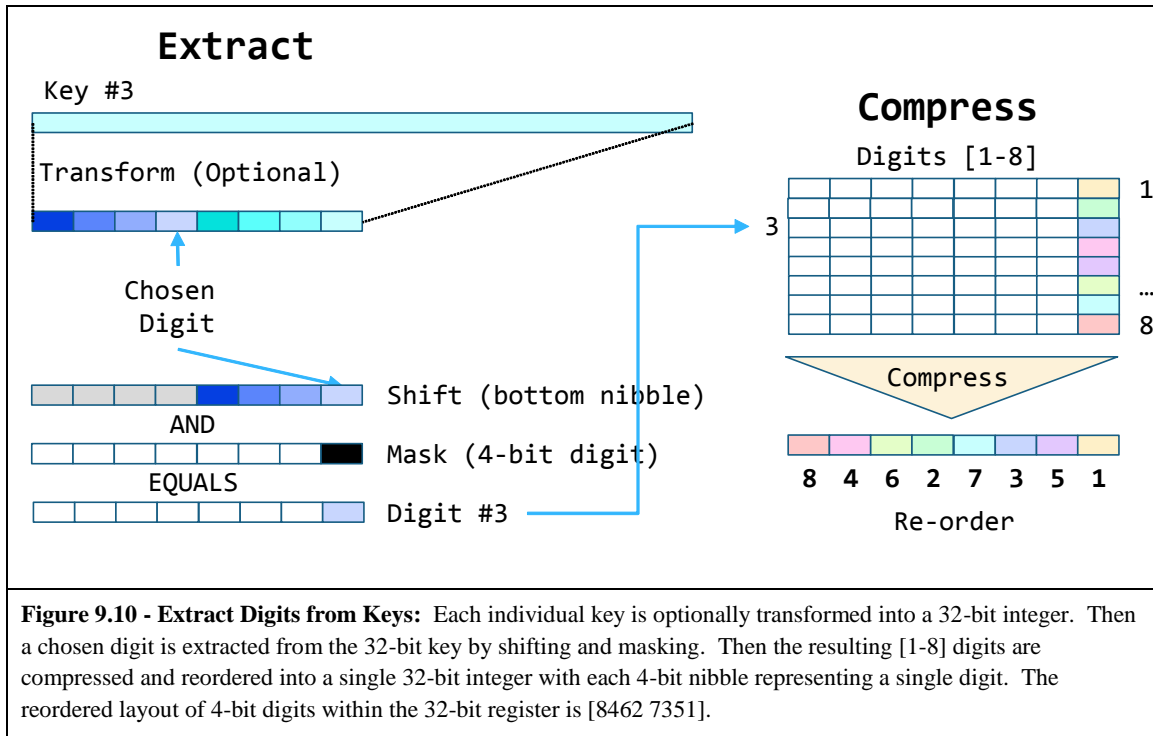 Extract
Key #3
Transform (Optional)
Chosen
Digit
Shift (bottom nibble)
AND
Mask (4-bit digit)
EQUALS
Digit #3
Compress
Digits [1-8]
1
3
…
8
Compress
8 4 6 2 7 3 5 1
Re-order
Figure 9.10 - Extract Digits from Keys: Each individual key is optionally transformed into a 32-bit integer. Then
a chosen digit is extracted from the 32-bit key by shifting and masking. Then the resulting [1-8] digits are
compressed and reordered into a single 32-bit integer with each 4-bit nibble representing a single digit. The
reordered layout of 4-bit digits within the 32-bit register is [8462 7351].